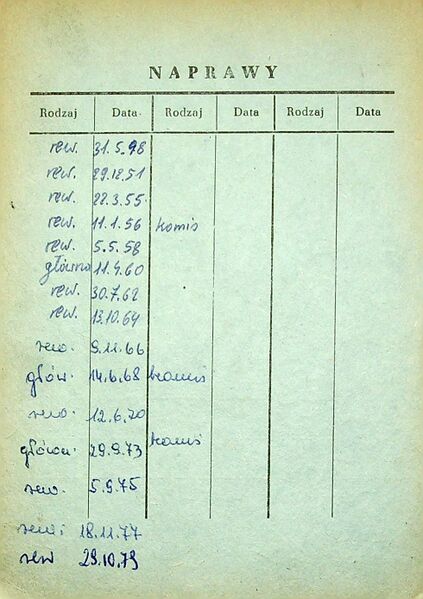 NAPRAWY
Rodzaj Data Rodzaj Data Rodzaj Data
rew. 31.5.48
rew. 29.12.51
rew. 22.3.55.
rew. 11.1.56 komis
rew. 5.5.58
główna 11.4.60
rew. 30.7.62
rew. 13.10.64
rew. 9.11.66
głów. 14.6.68 komis
rew. 12.6.70
główn. 29.9.73 komis
rew. 5.9.75
rew. 18.11.77
rew 29.10.79